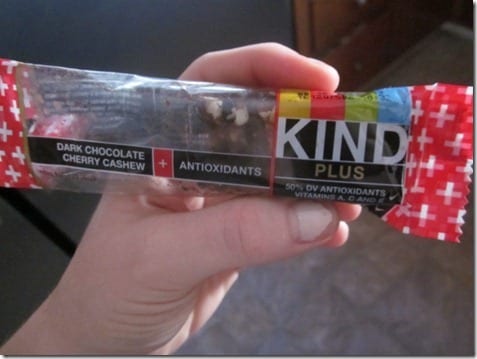 DARK CHOCOLATE
CHERRY CASHEW
+
ANTIOXIDANTS
KIND
PLUS
50% DV ANTIOXIDANTS
VITAMINS A, C AND E